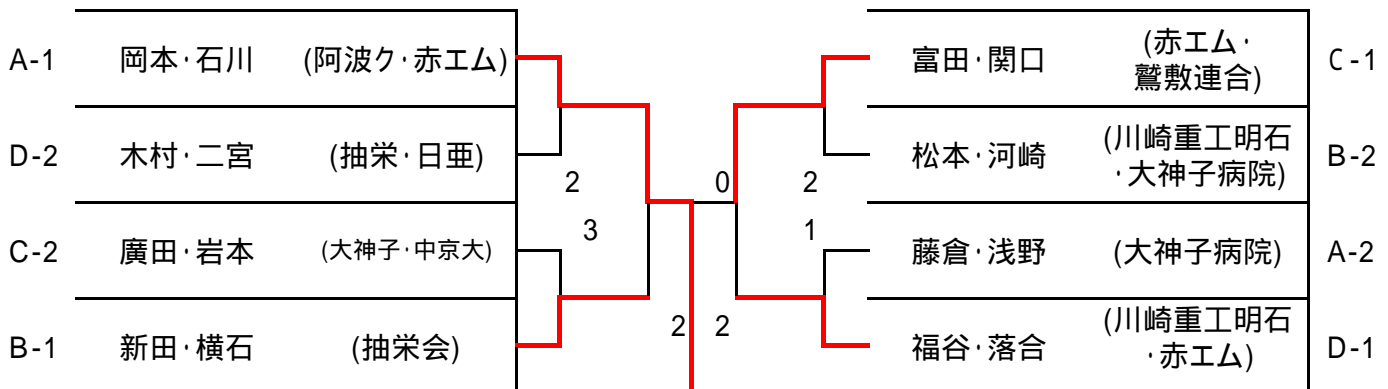 A-1 岡本・石川 (阿波ク・赤エム)
D-2 木村・二宮 (抽栄・日亜)
2
3
C-2 廣田・岩本 (大神子・中京大)
B-1 新田・横石 (抽栄会)
2
0
2
富田・関口 (赤エム・
鷲敷連合) C-1
松本・河崎 (川崎重工明石
・大神子病院) B-2
2
1
藤倉・浅野 (大神子病院) A-2
福谷・落合 (川崎重工明石
・赤エム) D-1